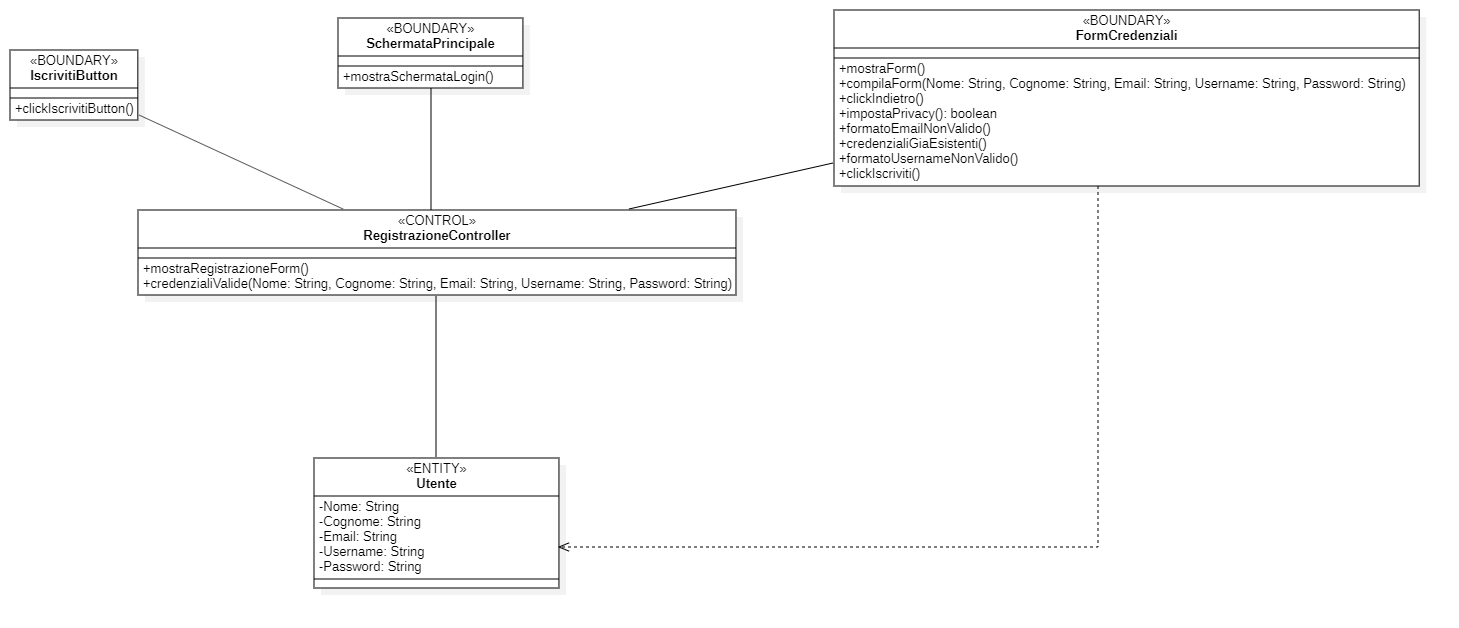 «BOUNDARY»
IscrivitiButton
+clickIscrivitiButton()
«BOUNDARY»
SchermataPrincipale
+mostraSchermataLogin()
«BOUNDARY»
FormCredenziali
+mostraForm()
+compilaForm(Nome: String, Cognome: String, Email: String, Username: String, Password: String)
+clickIndietro()
+impostaPrivacy(): boolean
+formatoEmailNonValido()
+credenzialiGiaEsistenti()
+formatoUsernameNonValido()
+clickIscriviti()
«CONTROL»
RegistrazioneController
+mostraRegistrazioneForm()
+credenzialiValide(Nome: String, Cognome: String, Email: String, Username: String, Password: String)
«ENTITY»
Utente
-Nome: String
-Cognome: String
-Email: String
-Username: String
-Password: String